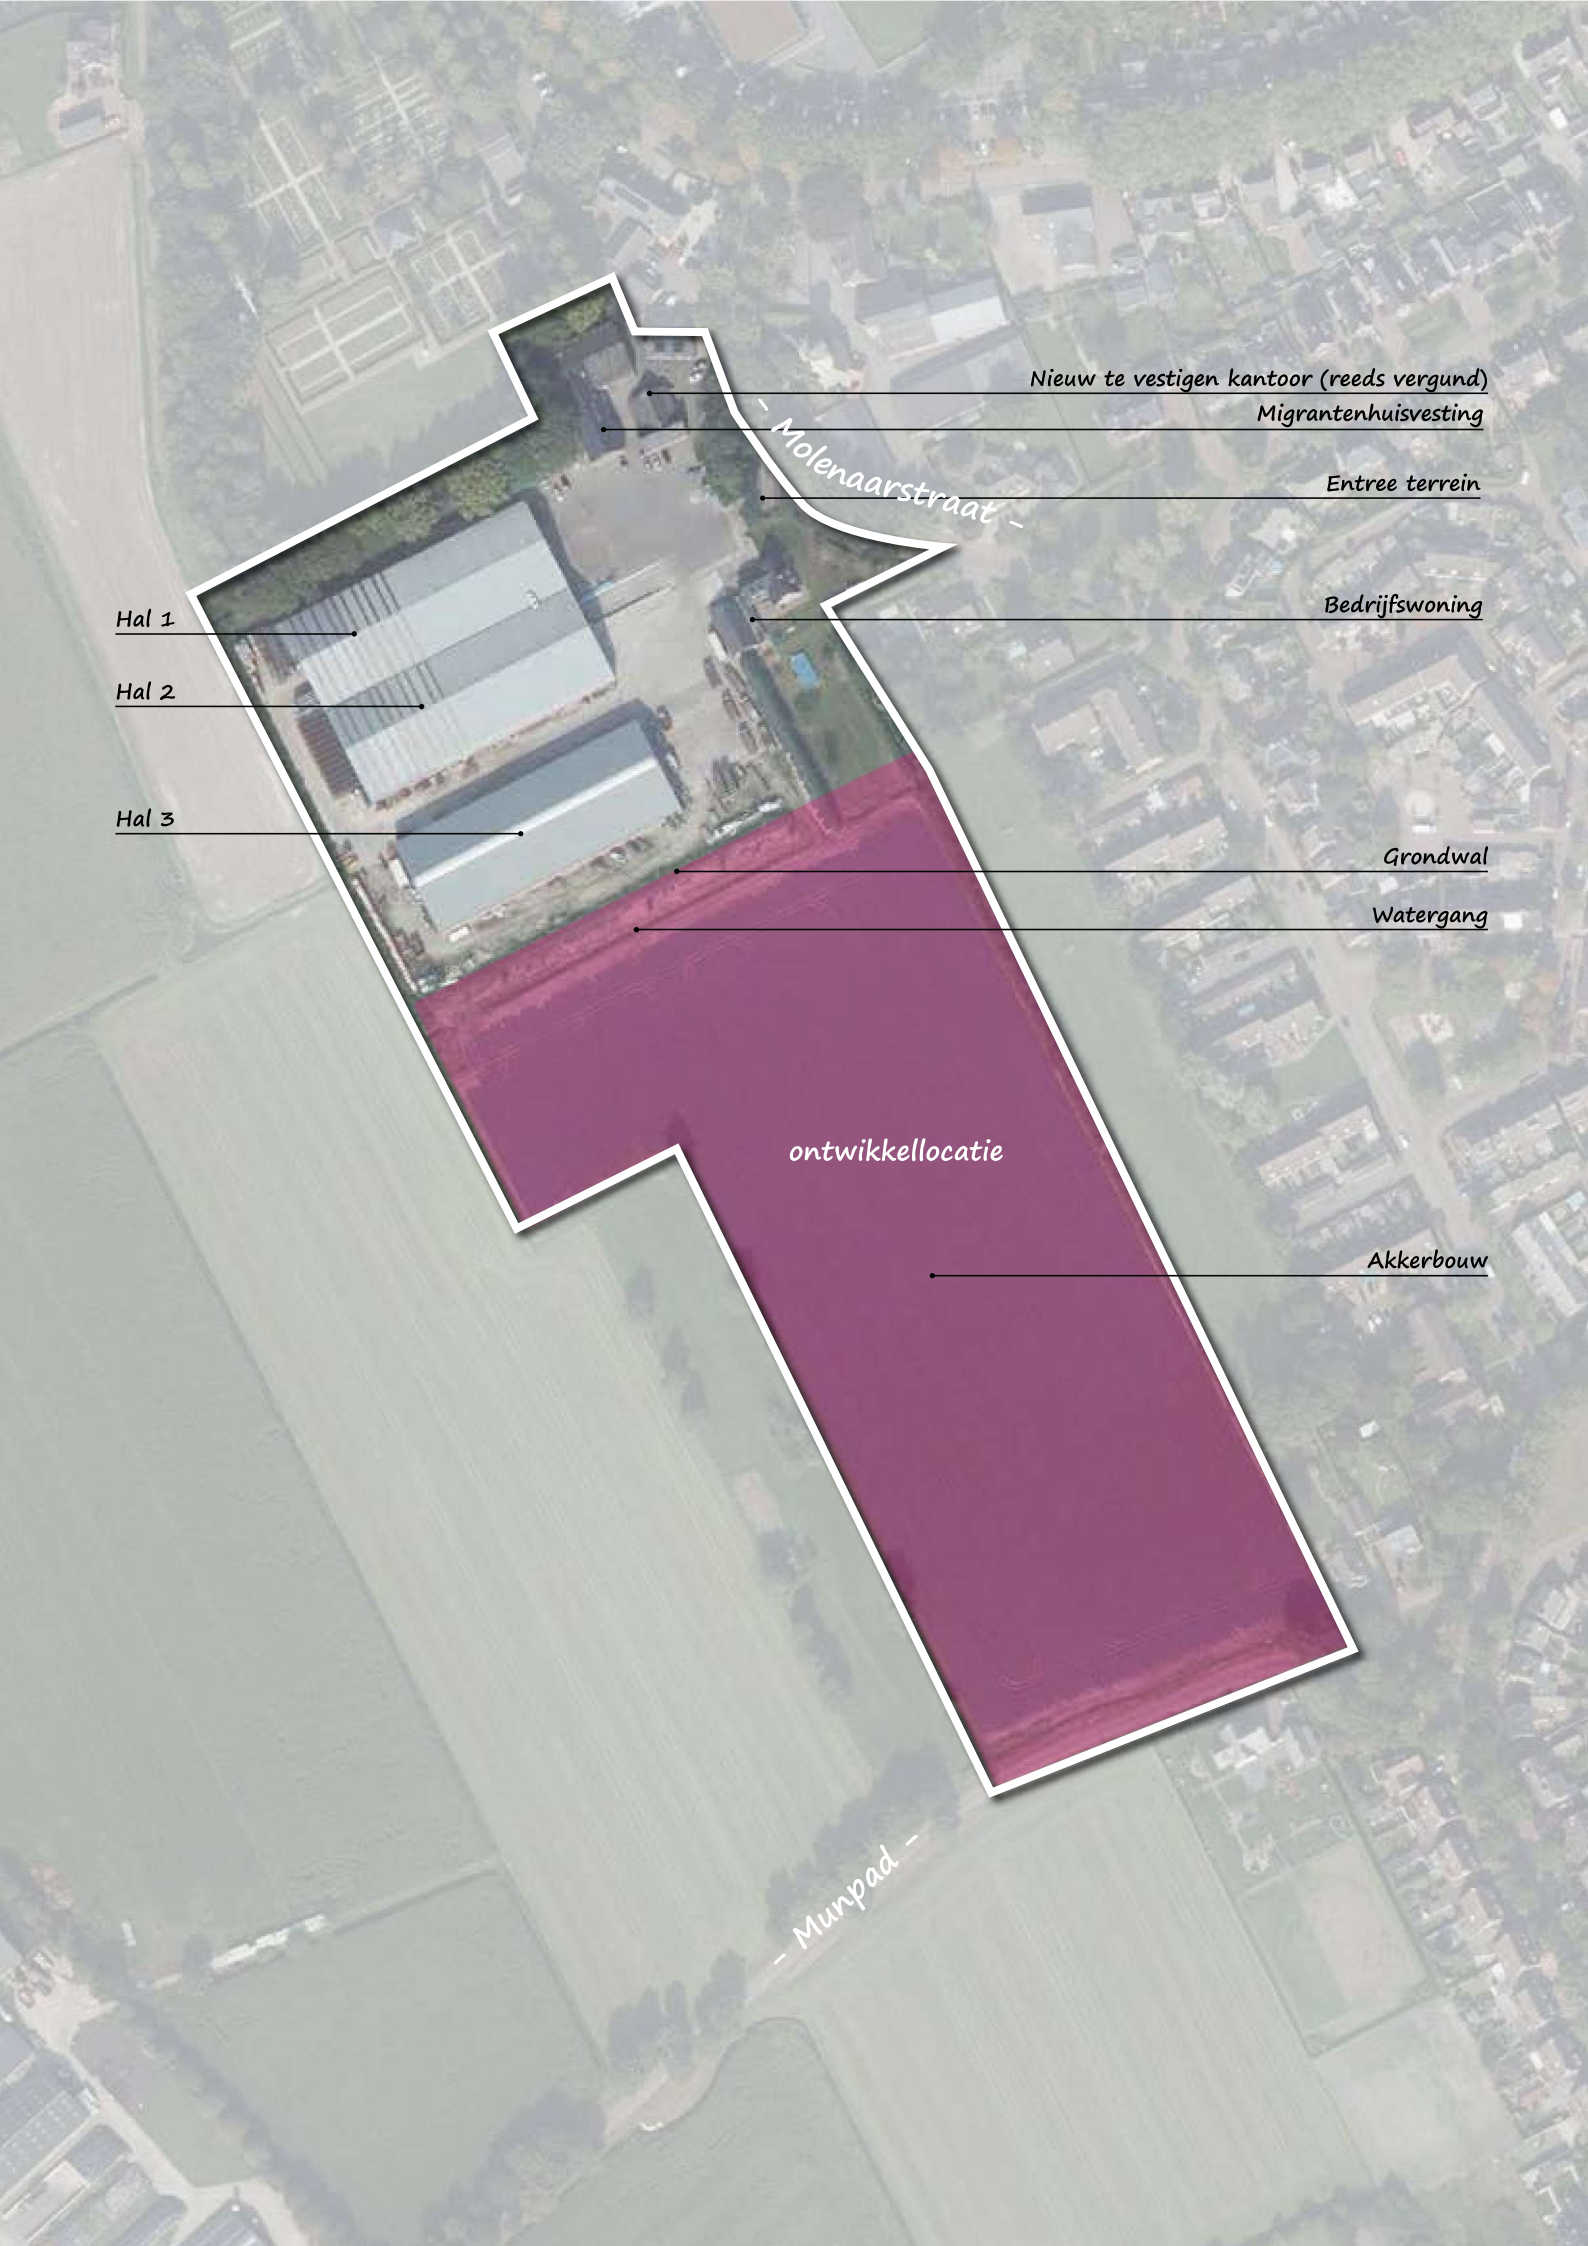 Nieuw te vestigen kantoor (reeds vergund)
Migrantenhuisvesting
- Molenaarstraat -
Entree terrein
Bedrijfswoning
Hal 1
Hal 2
Hal 3
Grondwal
Watergang
ontwikkellocatie
Akkerbouw
- Munpad -